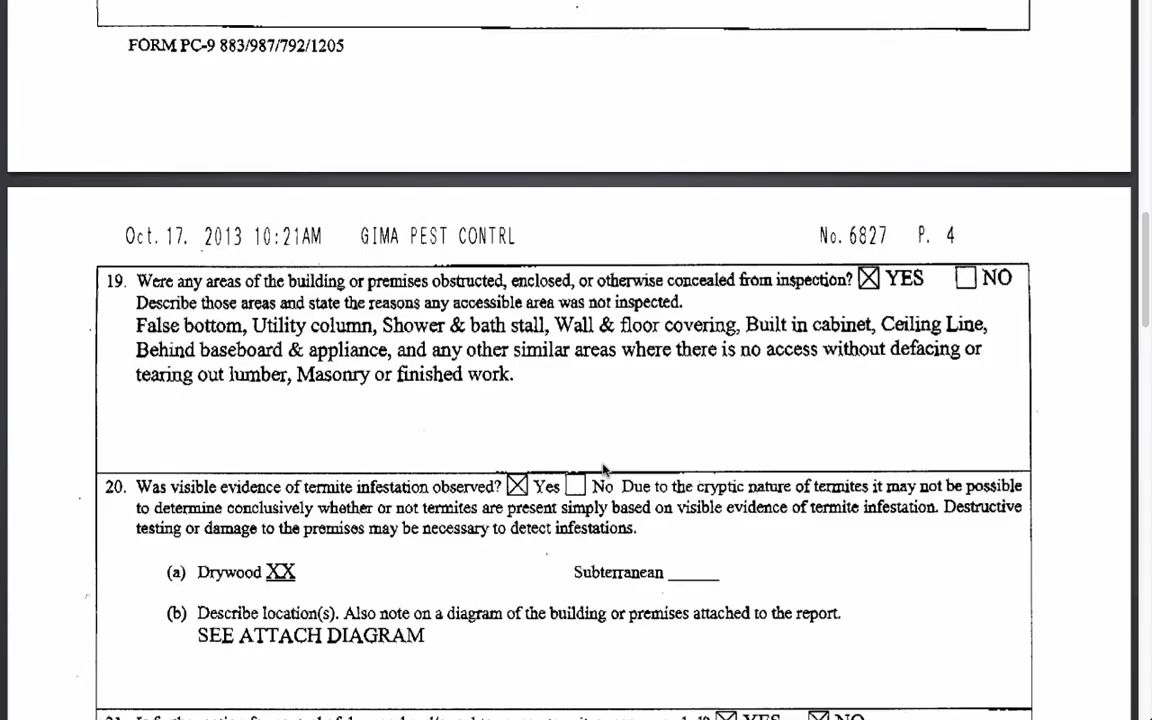 FORM PC-9 883/987/792/1205
Oct. 17. 2013 10:21AM GIMA PEST CONTRL No. 6827 P. 4
19. Were any areas of the building or premises obstructed, enclosed, or otherwise concealed from inspection? ☒ YES ☐ NO
Describe those areas and state the reasons any accessible area was not inspected.
False bottom, Utility column, Shower & bath stall, Wall & floor covering, Built in cabinet, Ceiling Line,
Behind baseboard & appliance, and any other similar areas where there is no access without defacing or
tearing out lumber, Masonry or finished work.
20. Was visible evidence of termite infestation observed? ☒ Yes ☐ No Due to the cryptic nature of termites it may not be possible
to determine conclusively whether or not termites are present simply based on visible evidence of termite infestation. Destructive
testing or damage to the premises may be necessary to detect infestations.
(a) Drywood XX Subterranean ______
(b) Describe location(s). Also note on a diagram of the building or premises attached to the report.
SEE ATTACH DIAGRAM
☒ YES ☒ NO